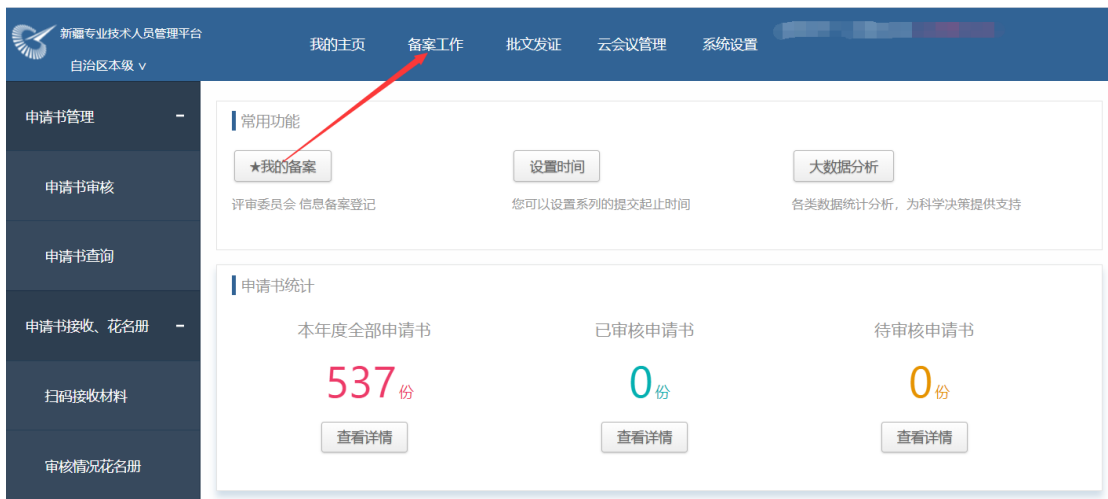 新疆专业技术人员管理平台
自治区本级 ∨
我的主页 备案工作 批文发证 云会议管理 系统设置
申请书管理 -
申请书审核
申请书查询
申请书接收、花名册 -
扫码接收材料
审核情况花名册
常用功能
★我的备案 设置时间 大数据分析
评审委员会 信息备案登记 您可以设置系列的提交起止时间 各类数据统计分析，为科学决策提供支持
申请书统计
本年度全部申请书 已审核申请书 待审核申请书
537份 0份 0份
查看详情 查看详情 查看详情